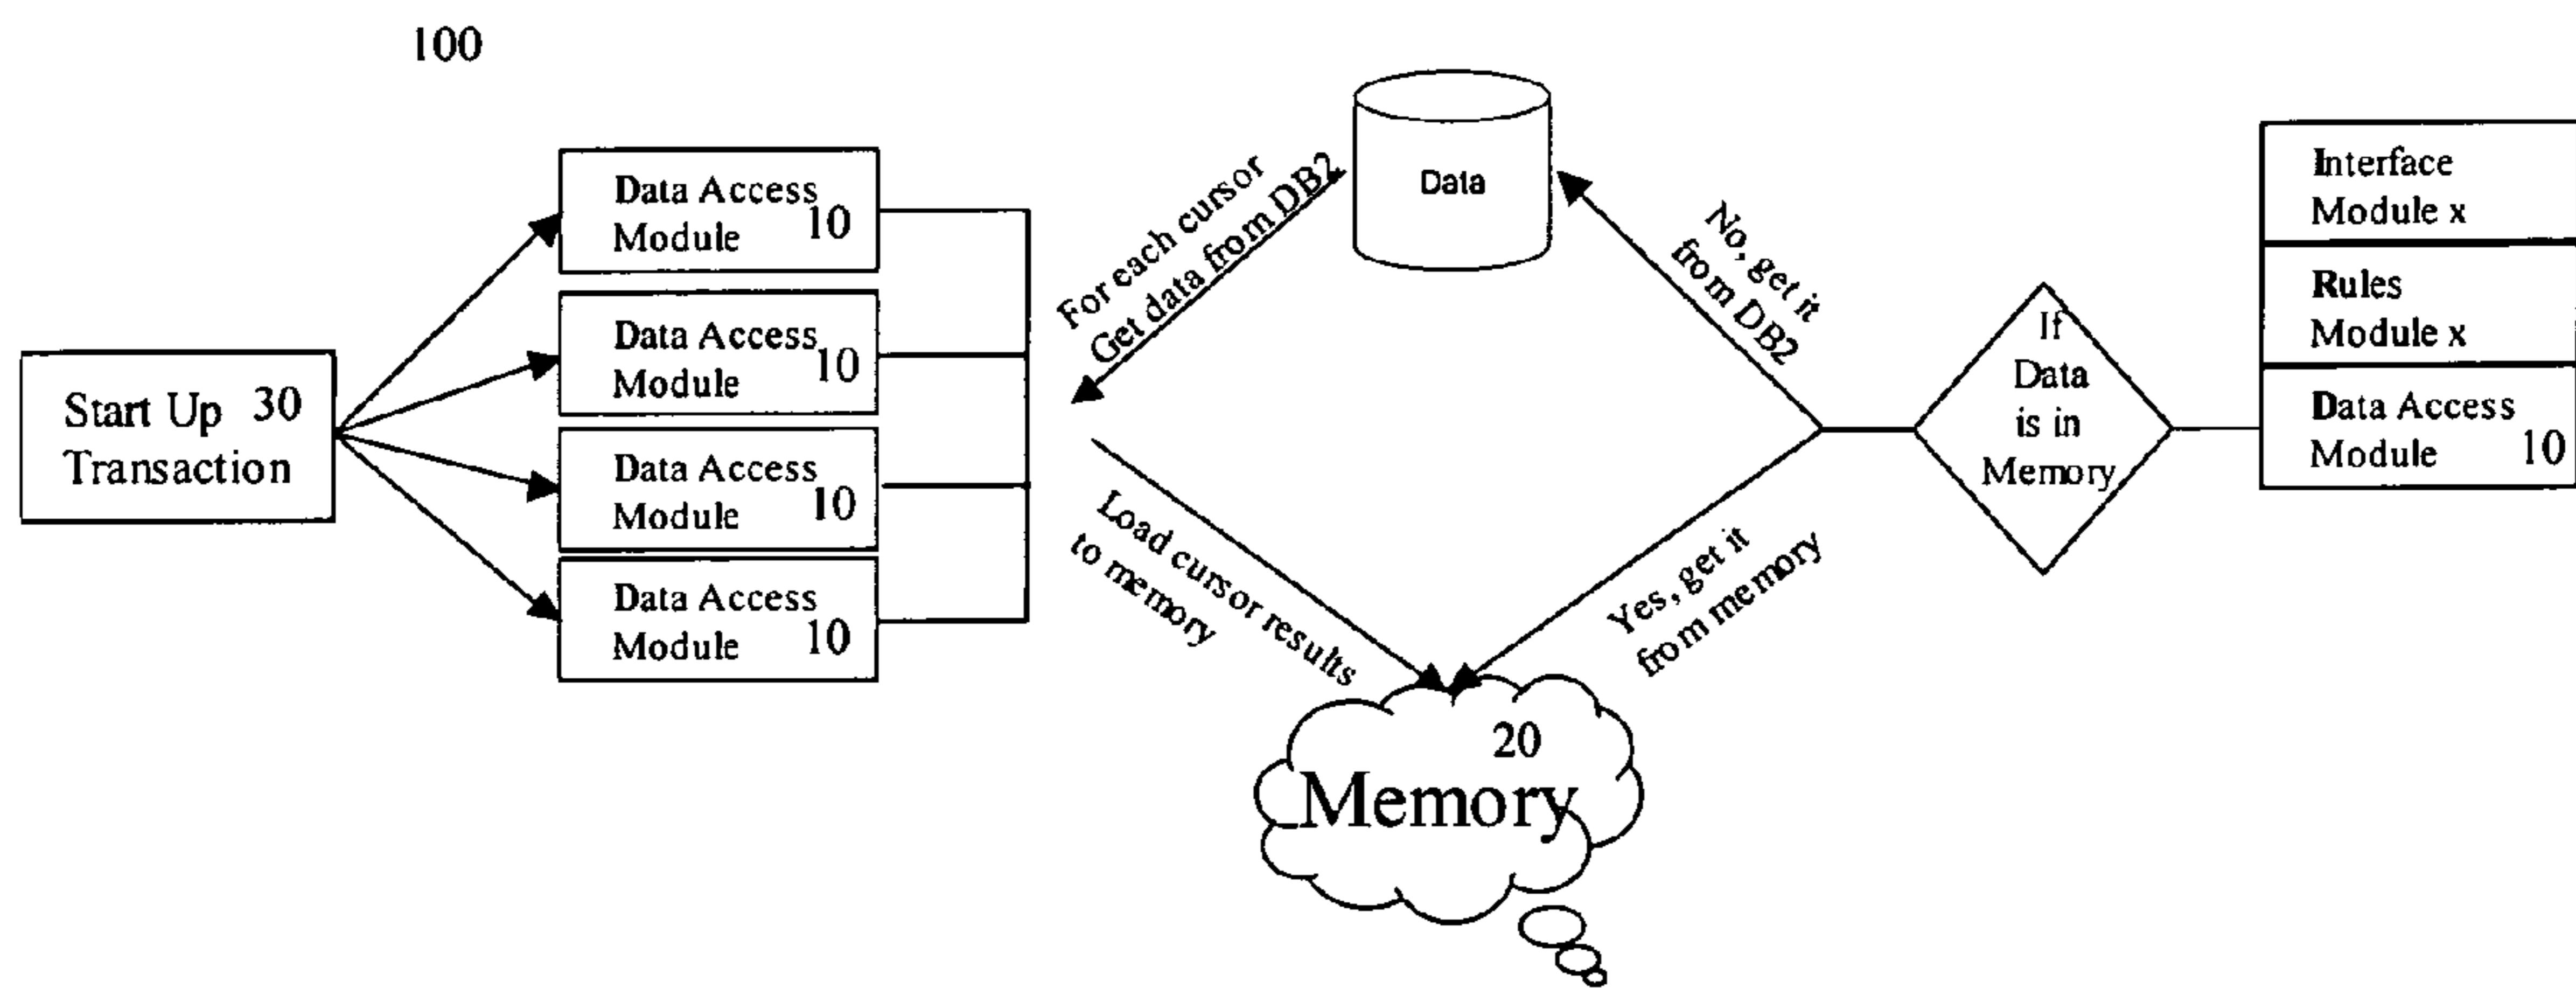 100
Start Up 30
Transaction
Data Access
Module 10
Data Access
Module 10
Data Access
Module 10
Data Access
Module 10
For each cursor
Get data from DB2
Data
No, get it
from DB2
Load cursor results
to memory
Yes, get it
from memory
20
Memory
If
Data
is in
Memory
Interface
Module x
Rules
Module x
Data Access
Module 10